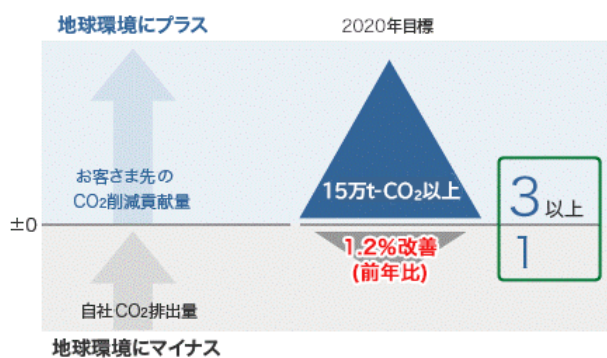 地球環境にプラス
2020年目標
お客さま先の
CO2削減貢献量
15万t-CO2以上
3以上
±0
1.2%改善
(前年比)
1
自社CO2排出量
地球環境にマイナス